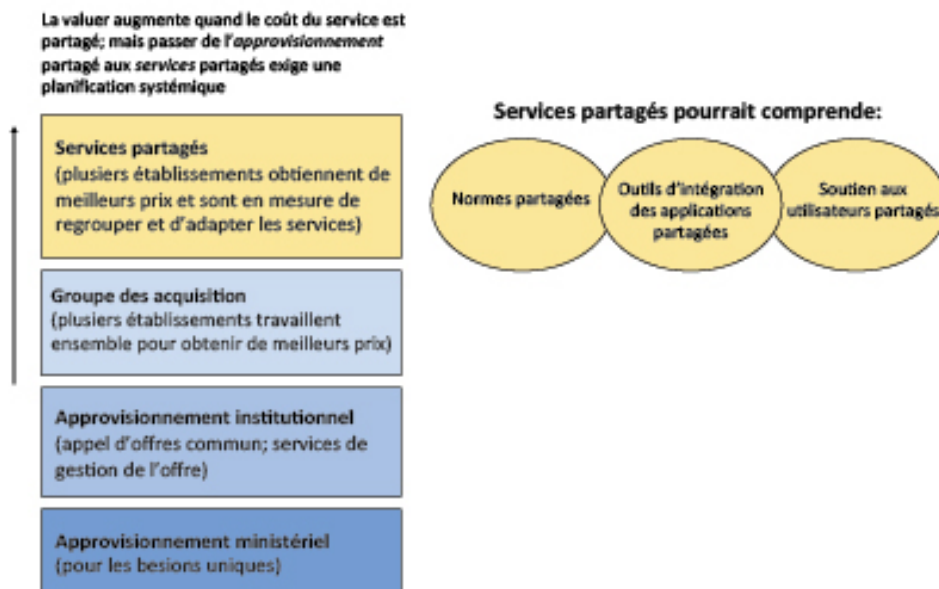 La valuer augmente quand le coût du service est
partagé; mais passer de l'approvisionnement
partagé aux services partagés exige une
planification systémique
Services partagés
(plusieurs établissements obtiennent de
meilleurs prix et sont en mesure de
regrouper et d'adapter les services)
Groupe des acquisition
(plusieurs établissements travaillent
ensemble pour obtenir de meilleurs prix)
Approvisionnement institutionnel
(appel d'offres commun; services de
gestion de l'offre)
Approvisionnement ministériel
(pour les besions uniques)
Services partagés pourrait comprende:
Normes partagées
Outils d'intégration
des applications
partagées
Soutien aux
utilisateurs partagés